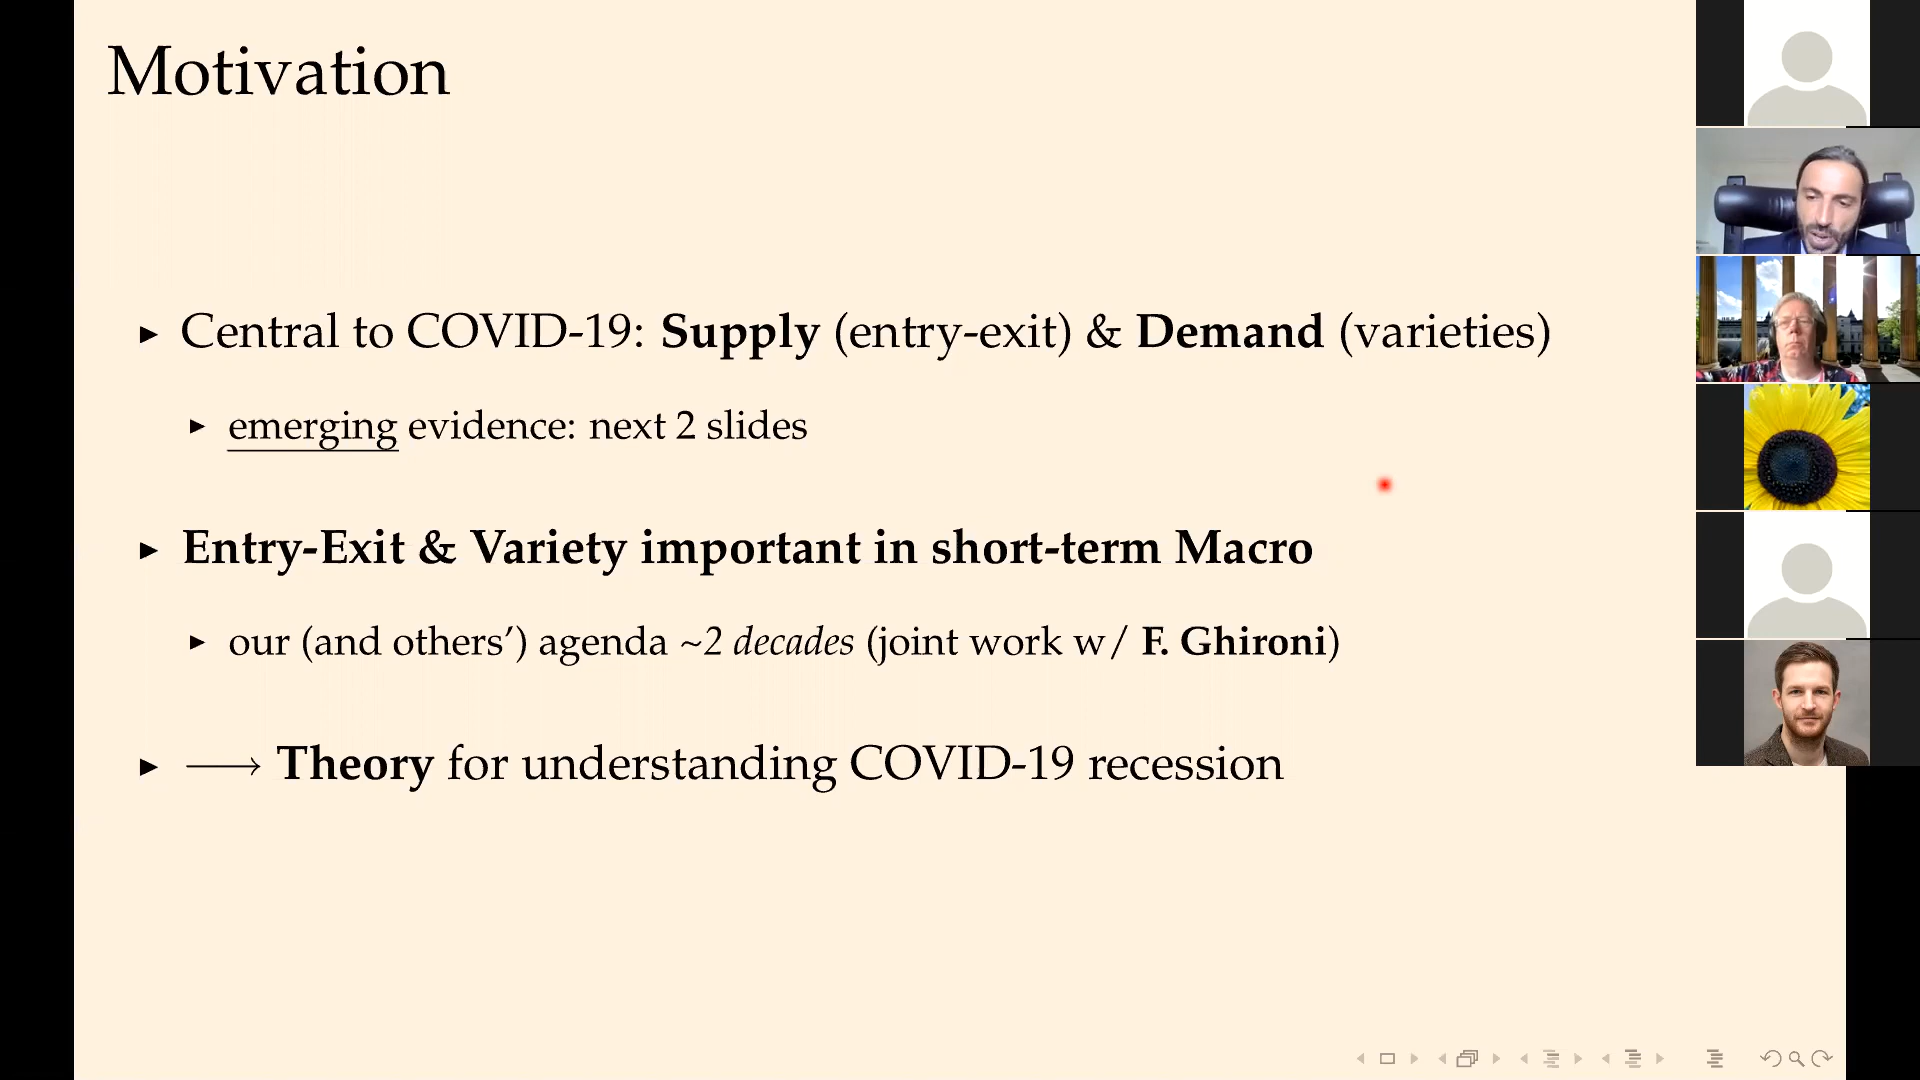 Motivation
▶ Central to COVID-19: Supply (entry-exit) & Demand (varieties)
▶ emerging evidence: next 2 slides
▶ Entry-Exit & Variety important in short-term Macro
▶ our (and others’) agenda ~2 decades (joint work w/ F. Ghironi)
▶ ⟶ Theory for understanding COVID-19 recession